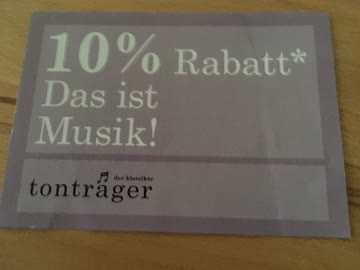 10% Rabatt*
Das ist
Musik!
der klassiker
tonträger